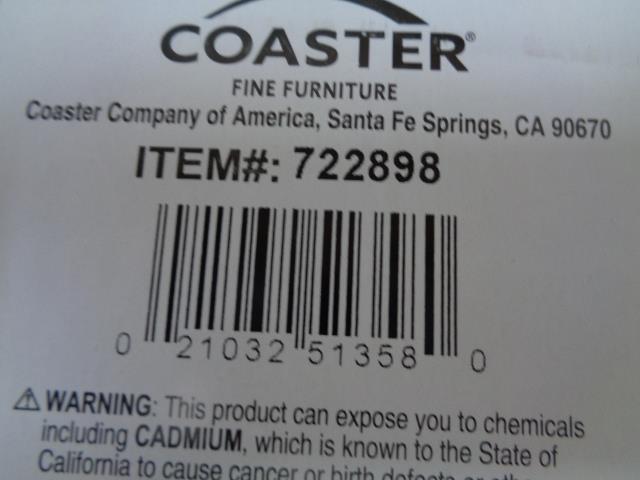 COASTER®
FINE FURNITURE
Coaster Company of America, Santa Fe Springs, CA 90670
ITEM#: 722898
0 21032 51358 0
⚠ WARNING: This product can expose you to chemicals
including CADMIUM, which is known to the State of
California to cause cancer or birth defects or